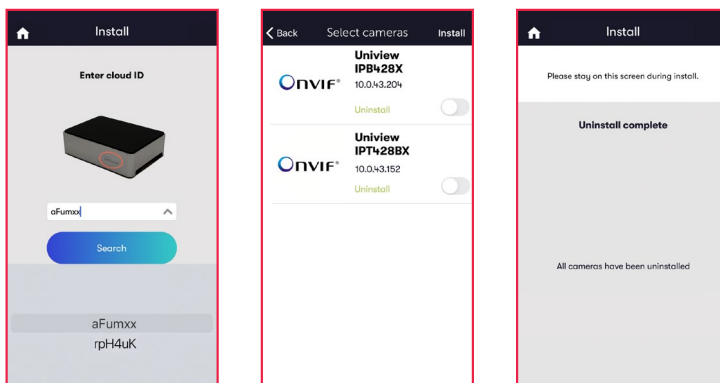 Install
Enter cloud ID
aFumxx
Search
aFumxx
rpH4uK
Back Select cameras Install
Uniview
IPB428X
ONVIF®
10.0.43.204
Uninstall
Uniview
IPT428BX
ONVIF®
10.0.43.152
Uninstall
Install
Please stay on this screen during install.
Uninstall complete
All cameras have been uninstalled